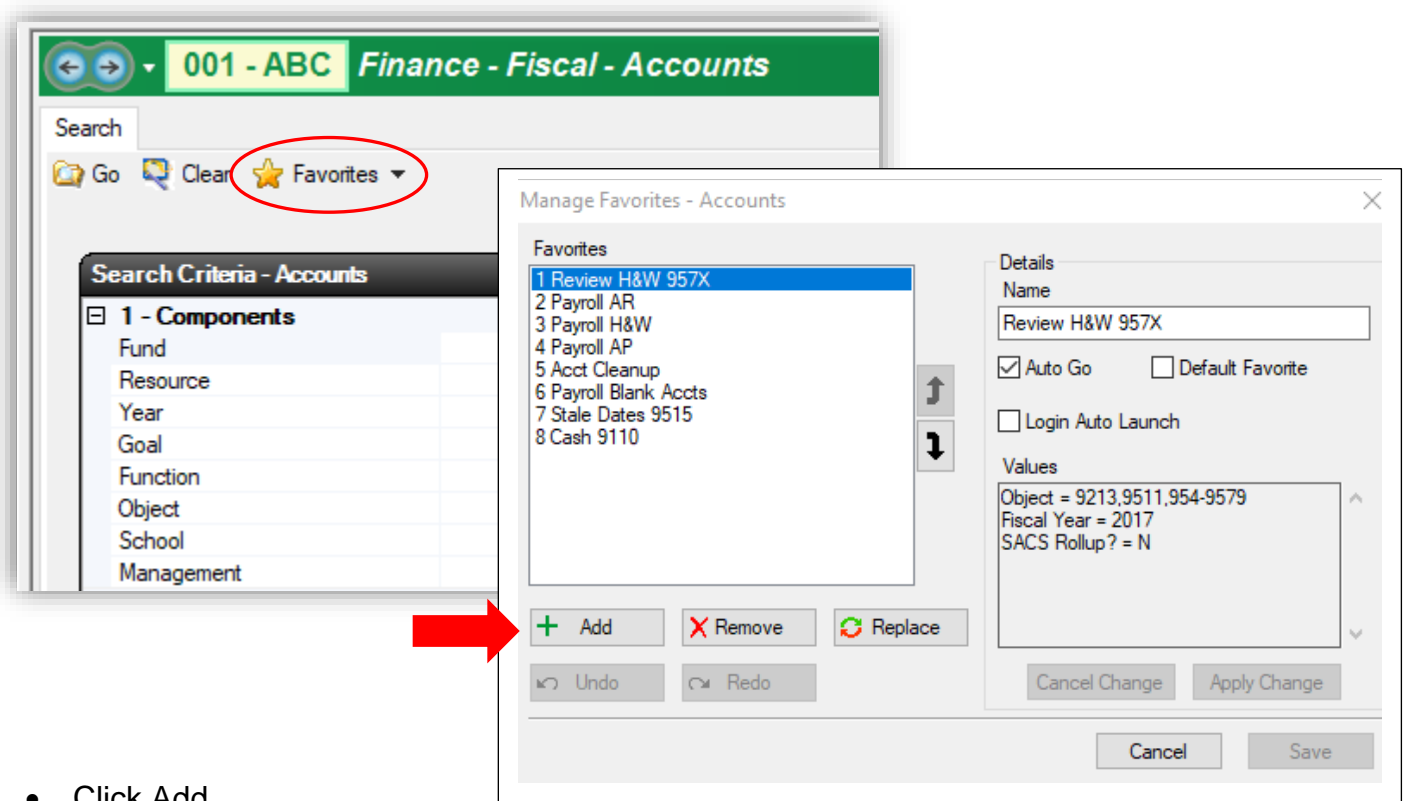 001 - ABC Finance - Fiscal - Accounts
Search
Go Clear Favorites
Search Criteria - Accounts
1 - Components
Fund
Resource
Year
Goal
Function
Object
School
Management
Manage Favorites - Accounts
Favorites
1 Review H&W 957X
2 Payroll AR
3 Payroll H&W
4 Payroll AP
5 Acct Cleanup
6 Payroll Blank Accts
7 Stale Dates 9515
8 Cash 9110
Add Remove Replace
Undo Redo
Details
Name
Review H&W 957X
Auto Go Default Favorite
Login Auto Launch
Values
Object = 9213,9511,954-9579
Fiscal Year = 2017
SACS Rollup? = N
Cancel Change Apply Change
Cancel Save
• Click Add